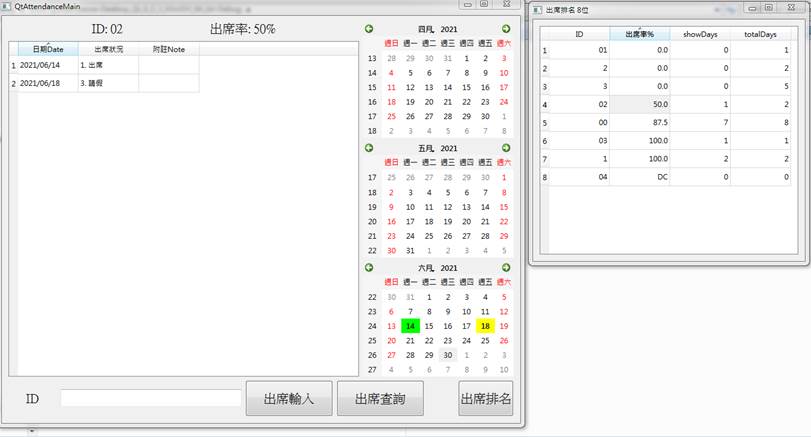 QtAttendanceMain
ID: 02 出席率: 50%
日期Date 出席狀況 附註Note
1 2021/06/14 1. 出席
2 2021/06/18 3. 請假
四月, 2021
週日 週一 週二 週三 週四 週五 週六
13 28 29 30 31 1 2 3
14 4 5 6 7 8 9 10
15 11 12 13 14 15 16 17
16 18 19 20 21 22 23 24
17 25 26 27 28 29 30 1
18 2 3 4 5 6 7 8
五月, 2021
週日 週一 週二 週三 週四 週五 週六
17 25 26 27 28 29 30 1
18 2 3 4 5 6 7 8
19 9 10 11 12 13 14 15
20 16 17 18 19 20 21 22
21 23 24 25 26 27 28 29
22 30 31 1 2 3 4 5
六月, 2021
週日 週一 週二 週三 週四 週五 週六
22 30 31 1 2 3 4 5
23 6 7 8 9 10 11 12
24 13 14 15 16 17 18 19
25 20 21 22 23 24 25 26
26 27 28 29 30 1 2 3
27 4 5 6 7 8 9 10
ID 出席輸入 出席查詢 出席排名
出席排名 8位
ID 出席率% showDays totalDays
1 01 0.0 0 1
2 2 0.0 0 2
3 3 0.0 0 5
4 02 50.0 1 2
5 00 87.5 7 8
6 03 100.0 1 1
7 1 100.0 2 2
8 04 DC 0 0